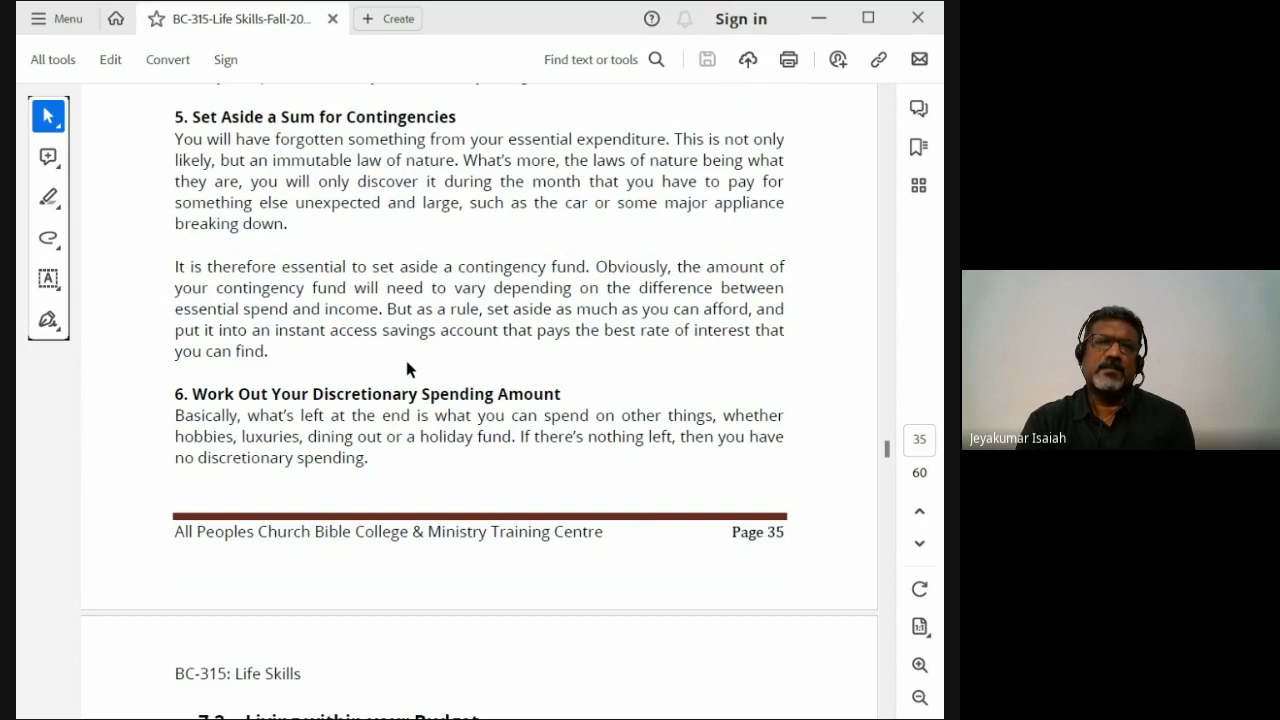 Menu
BC-315-Life Skills-Fall-20...
Create
Sign in
All tools
Edit
Convert
Sign
Find text or tools
5. Set Aside a Sum for Contingencies
You will have forgotten something from your essential expenditure. This is not only
likely, but an immutable law of nature. What's more, the laws of nature being what
they are, you will only discover it during the month that you have to pay for
something else unexpected and large, such as the car or some major appliance
breaking down.
It is therefore essential to set aside a contingency fund. Obviously, the amount of
your contingency fund will need to vary depending on the difference between
essential spend and income. But as a rule, set aside as much as you can afford, and
put it into an instant access savings account that pays the best rate of interest that
you can find.
6. Work Out Your Discretionary Spending Amount
Basically, what's left at the end is what you can spend on other things, whether
hobbies, luxuries, dining out or a holiday fund. If there's nothing left, then you have
no discretionary spending.
All Peoples Church Bible College & Ministry Training Centre Page 35
BC-315: Life Skills
7.2 Living within your Budget
35
60
Jeyakumar Isaiah